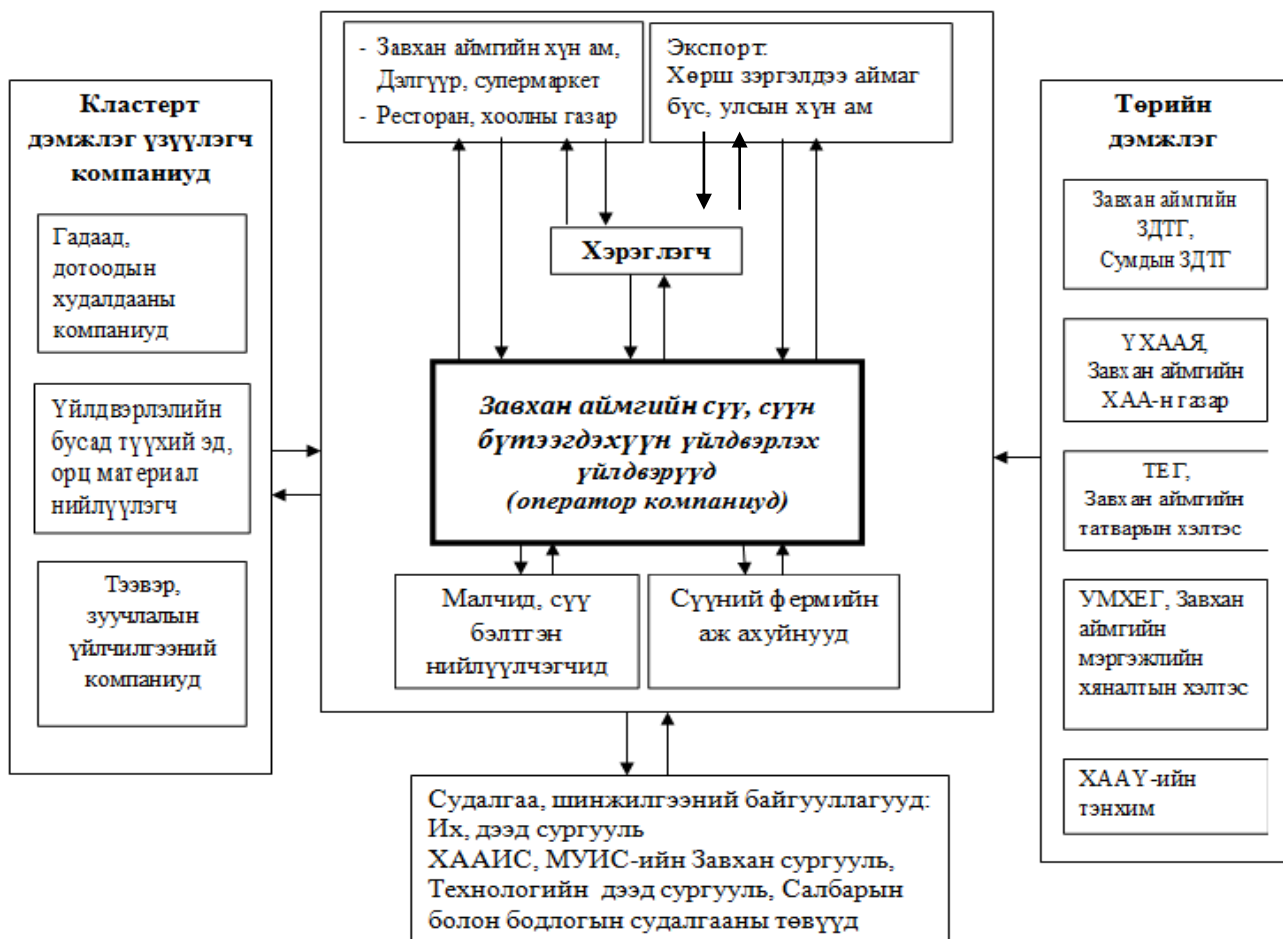 Кластерт
дэмжлэг үзүүлэгч
компаниуд
Гадаад,
дотоодын
худалдааны
компаниуд
Үйлдвэрлэлийн
бусад түүхий эд,
орц материал
нийлүүлэгч
Тээвэр,
зуучлалын
үйлчилгээний
компаниуд
- Завхан аймгийн хүн ам,
Дэлгүүр, супермаркет
- Ресторан, хоолны газар
Экспорт:
Хөрш зэргэлдээ аймаг
бүс, улсын хүн ам
Хэрэглэгч
Завхан аймгийн сүү, сүүн
бүтээгдэхүүн үйлдвэрлэх
үйлдвэрүүд
(оператор компаниуд)
Малчид, сүү
бэлтгэн
нийлүүлчэгчид
Сүүний фермийн
аж ахуйнууд
Судалгаа, шинжилгээний байгууллагууд:
Их, дээд сургууль
ХААИС, МУИС-ийн Завхан сургууль,
Технологийн дээд сургууль, Салбарын
болон бодлогын судалгааны төвүүд
Төрийн
дэмжлэг
Завхан аймгийн
ЗДТГ,
Сумдын ЗДТГ
ҮХААЯ,
Завхан аймгийн
ХАА-н газар
ТЕГ,
Завхан аймгийн
татварын хэлтэс
УМХЕГ, Завхан
аймгийн
мэргэжлийн
хяналтын хэлтэс
ХААҮ-ийн
тэнхим